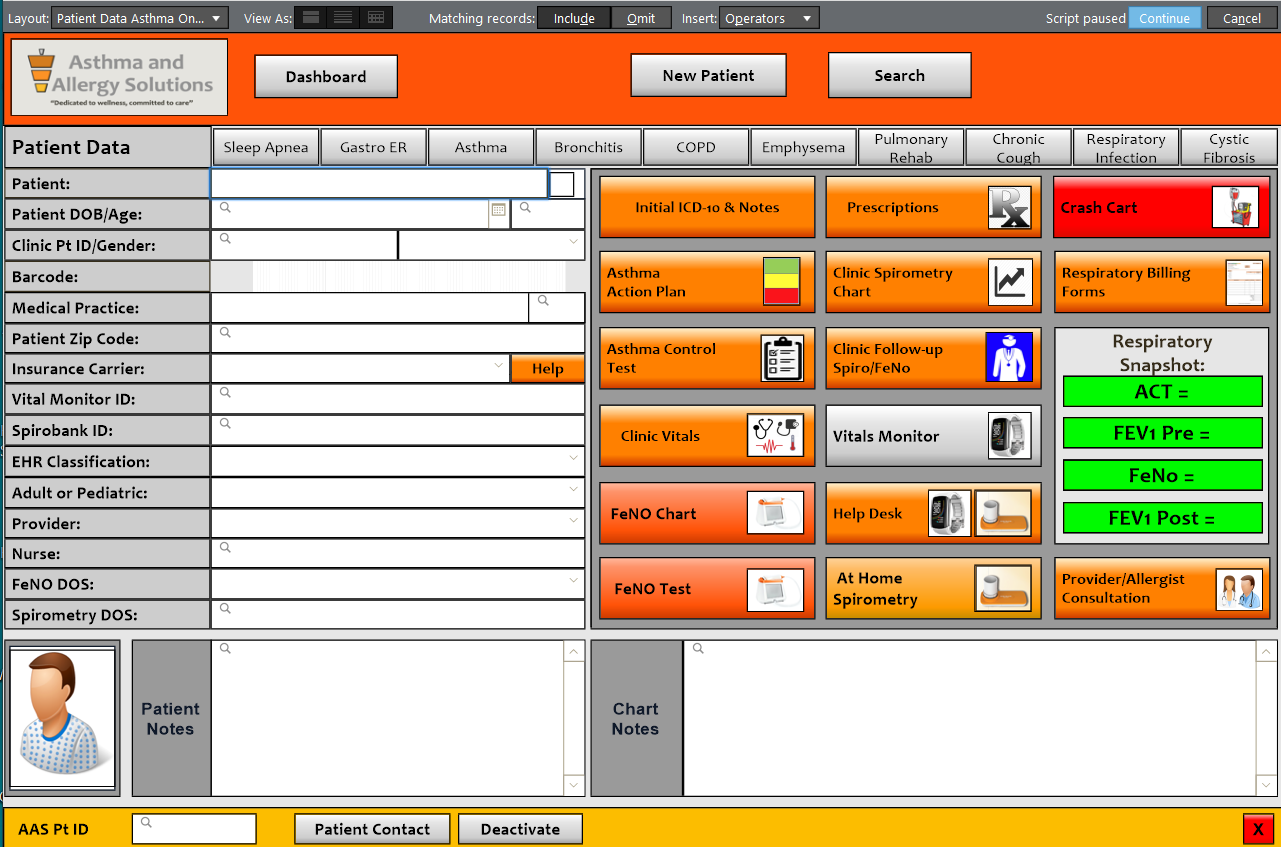 Layout: Patient Data Asthma On... View As: Matching records: Include Omit Insert: Operators Script paused Continue Cancel
Asthma and
Allergy Solutions
"Dedicated to wellness, committed to care"
Dashboard New Patient Search
Patient Data
Sleep Apnea Gastro ER Asthma Bronchitis COPD Emphysema
Pulmonary
Rehab
Chronic
Cough
Respiratory
Infection
Cystic
Fibrosis
Patient:
Patient DOB/Age:
Clinic Pt ID/Gender:
Barcode:
Medical Practice:
Patient Zip Code:
Insurance Carrier: Help
Vital Monitor ID:
Spirobank ID:
EHR Classification:
Adult or Pediatric:
Provider:
Nurse:
FeNO DOS:
Spirometry DOS:
Initial ICD-10 & Notes
Prescriptions
Rx
Crash Cart
Asthma
Action Plan
Clinic Spirometry
Chart
Respiratory Billing
Forms
Asthma Control
Test
Clinic Follow-up
Spiro/FeNo
Respiratory
Snapshot:
ACT =
FEV1 Pre =
FeNo =
FEV1 Post =
Clinic Vitals
Vitals Monitor
FeNO Chart
Help Desk
FeNO Test
At Home
Spirometry
Provider/Allergist
Consultation
Patient
Notes
Chart
Notes
AAS Pt ID Patient Contact Deactivate X